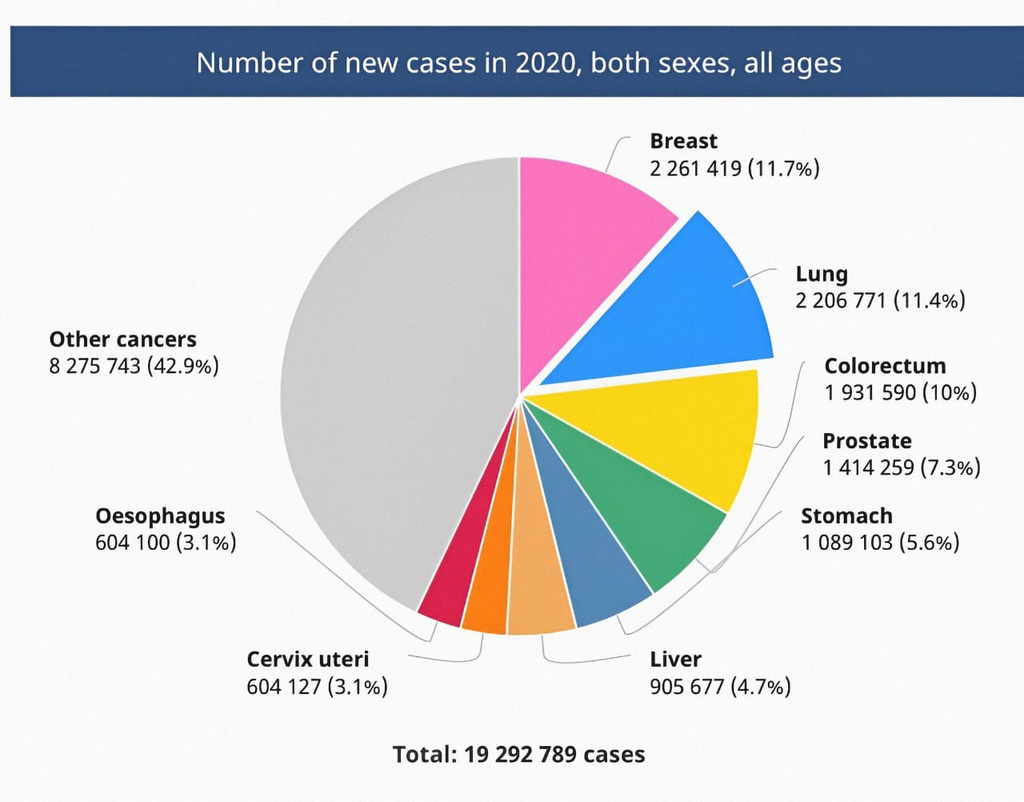 Number of new cases in 2020, both sexes, all ages
Breast
2 261 419 (11.7%)
Lung
2 206 771 (11.4%)
Other cancers
8 275 743 (42.9%)
Colorectum
1 931 590 (10%)
Prostate
1 414 259 (7.3%)
Oesophagus
604 100 (3.1%)
Stomach
1 089 103 (5.6%)
Cervix uteri
604 127 (3.1%)
Liver
905 677 (4.7%)
Total: 19 292 789 cases